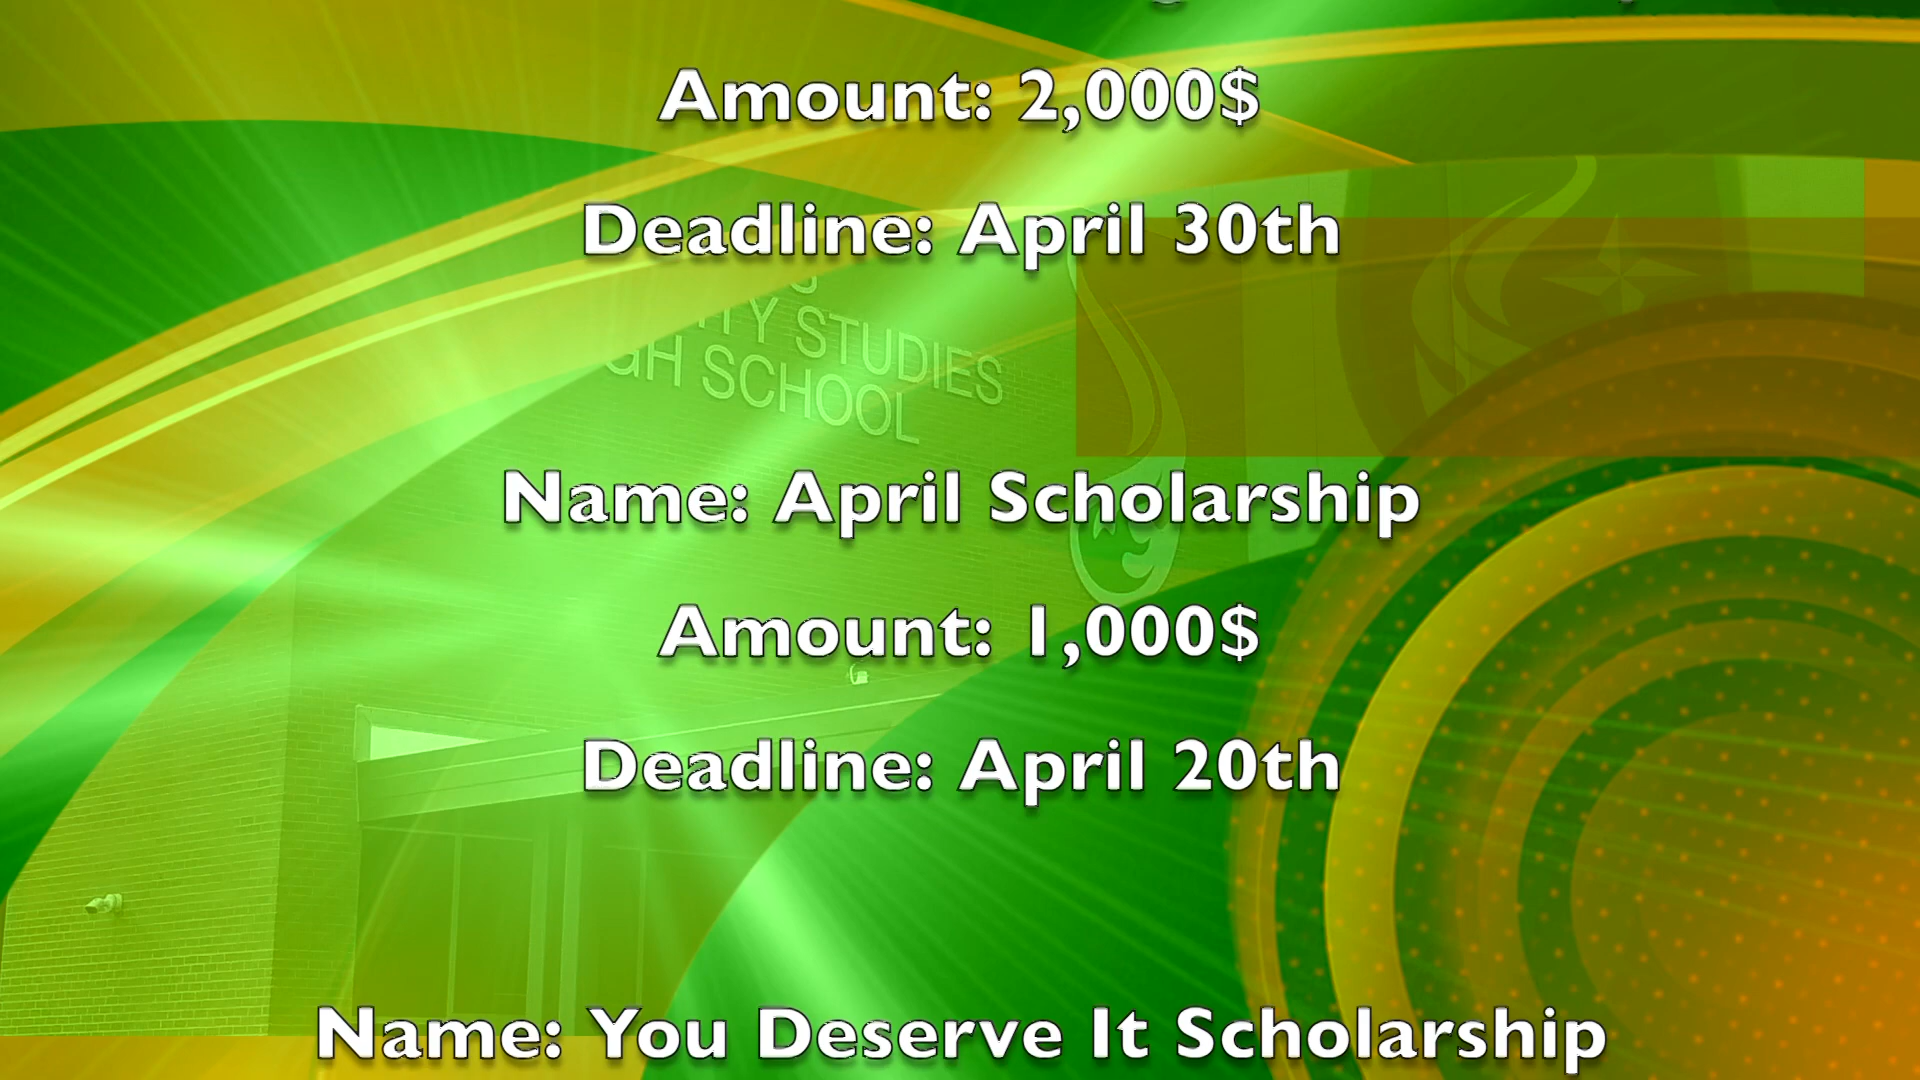 Amount: 2,000$
Deadline: April 30th
STUDIES
SCHOOL
Name: April Scholarship
Amount: 1,000$
Deadline: April 20th
Name: You Deserve It Scholarship